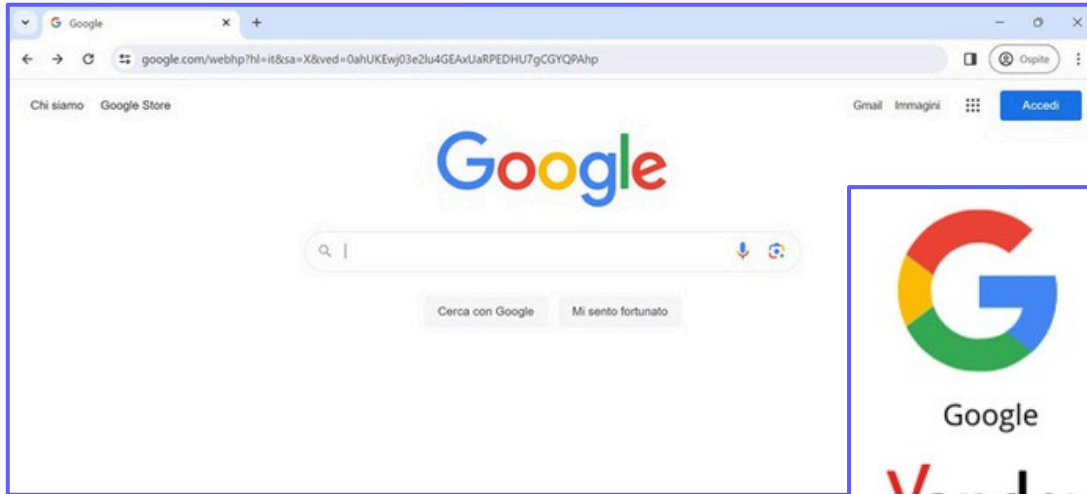 Google
google.com/webhp?hl=it&sa=X&ved=0ahUKEwj03e2lu4GEAxUaRPEDHU7gCGYQPAhp
Ospite
Chi siamo Google Store
Gmail Immagini
Accedi
Google
Cerca con Google Mi sento fortunato
Google